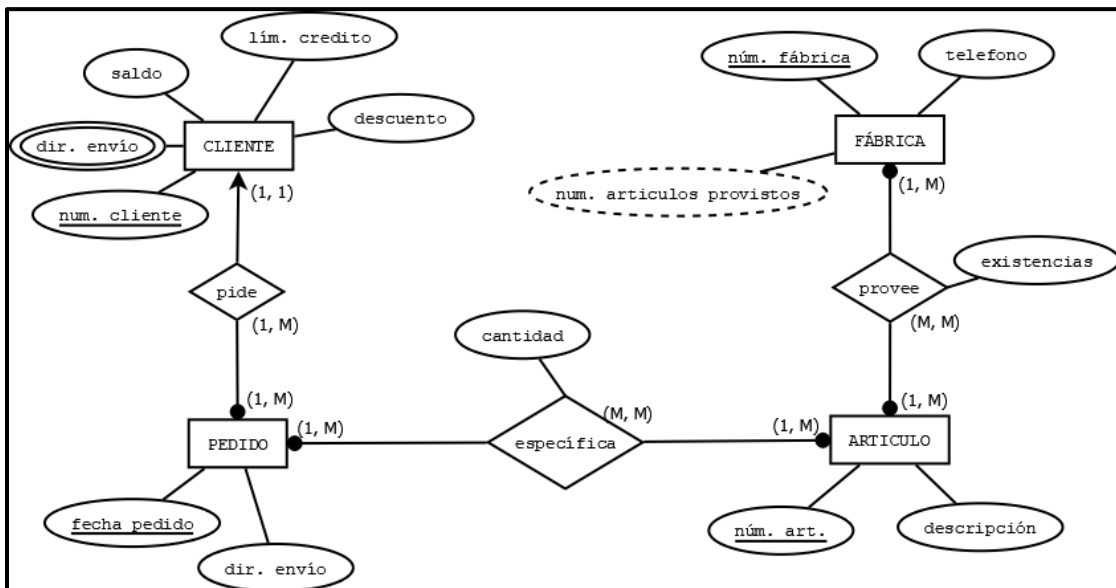 lím. credito
saldo
descuento
dir. envío
CLIENTE
num. cliente
(1, 1)
pide
(1, M)
(1, M)
PEDIDO
(1, M)
fecha pedido
dir. envío
cantidad
(M, M)
específica
núm. fábrica
telefono
FÁBRICA
num. articulos provistos
(1, M)
existencias
provee
(M, M)
(1, M)
(1, M)
ARTICULO
núm. art.
descripción